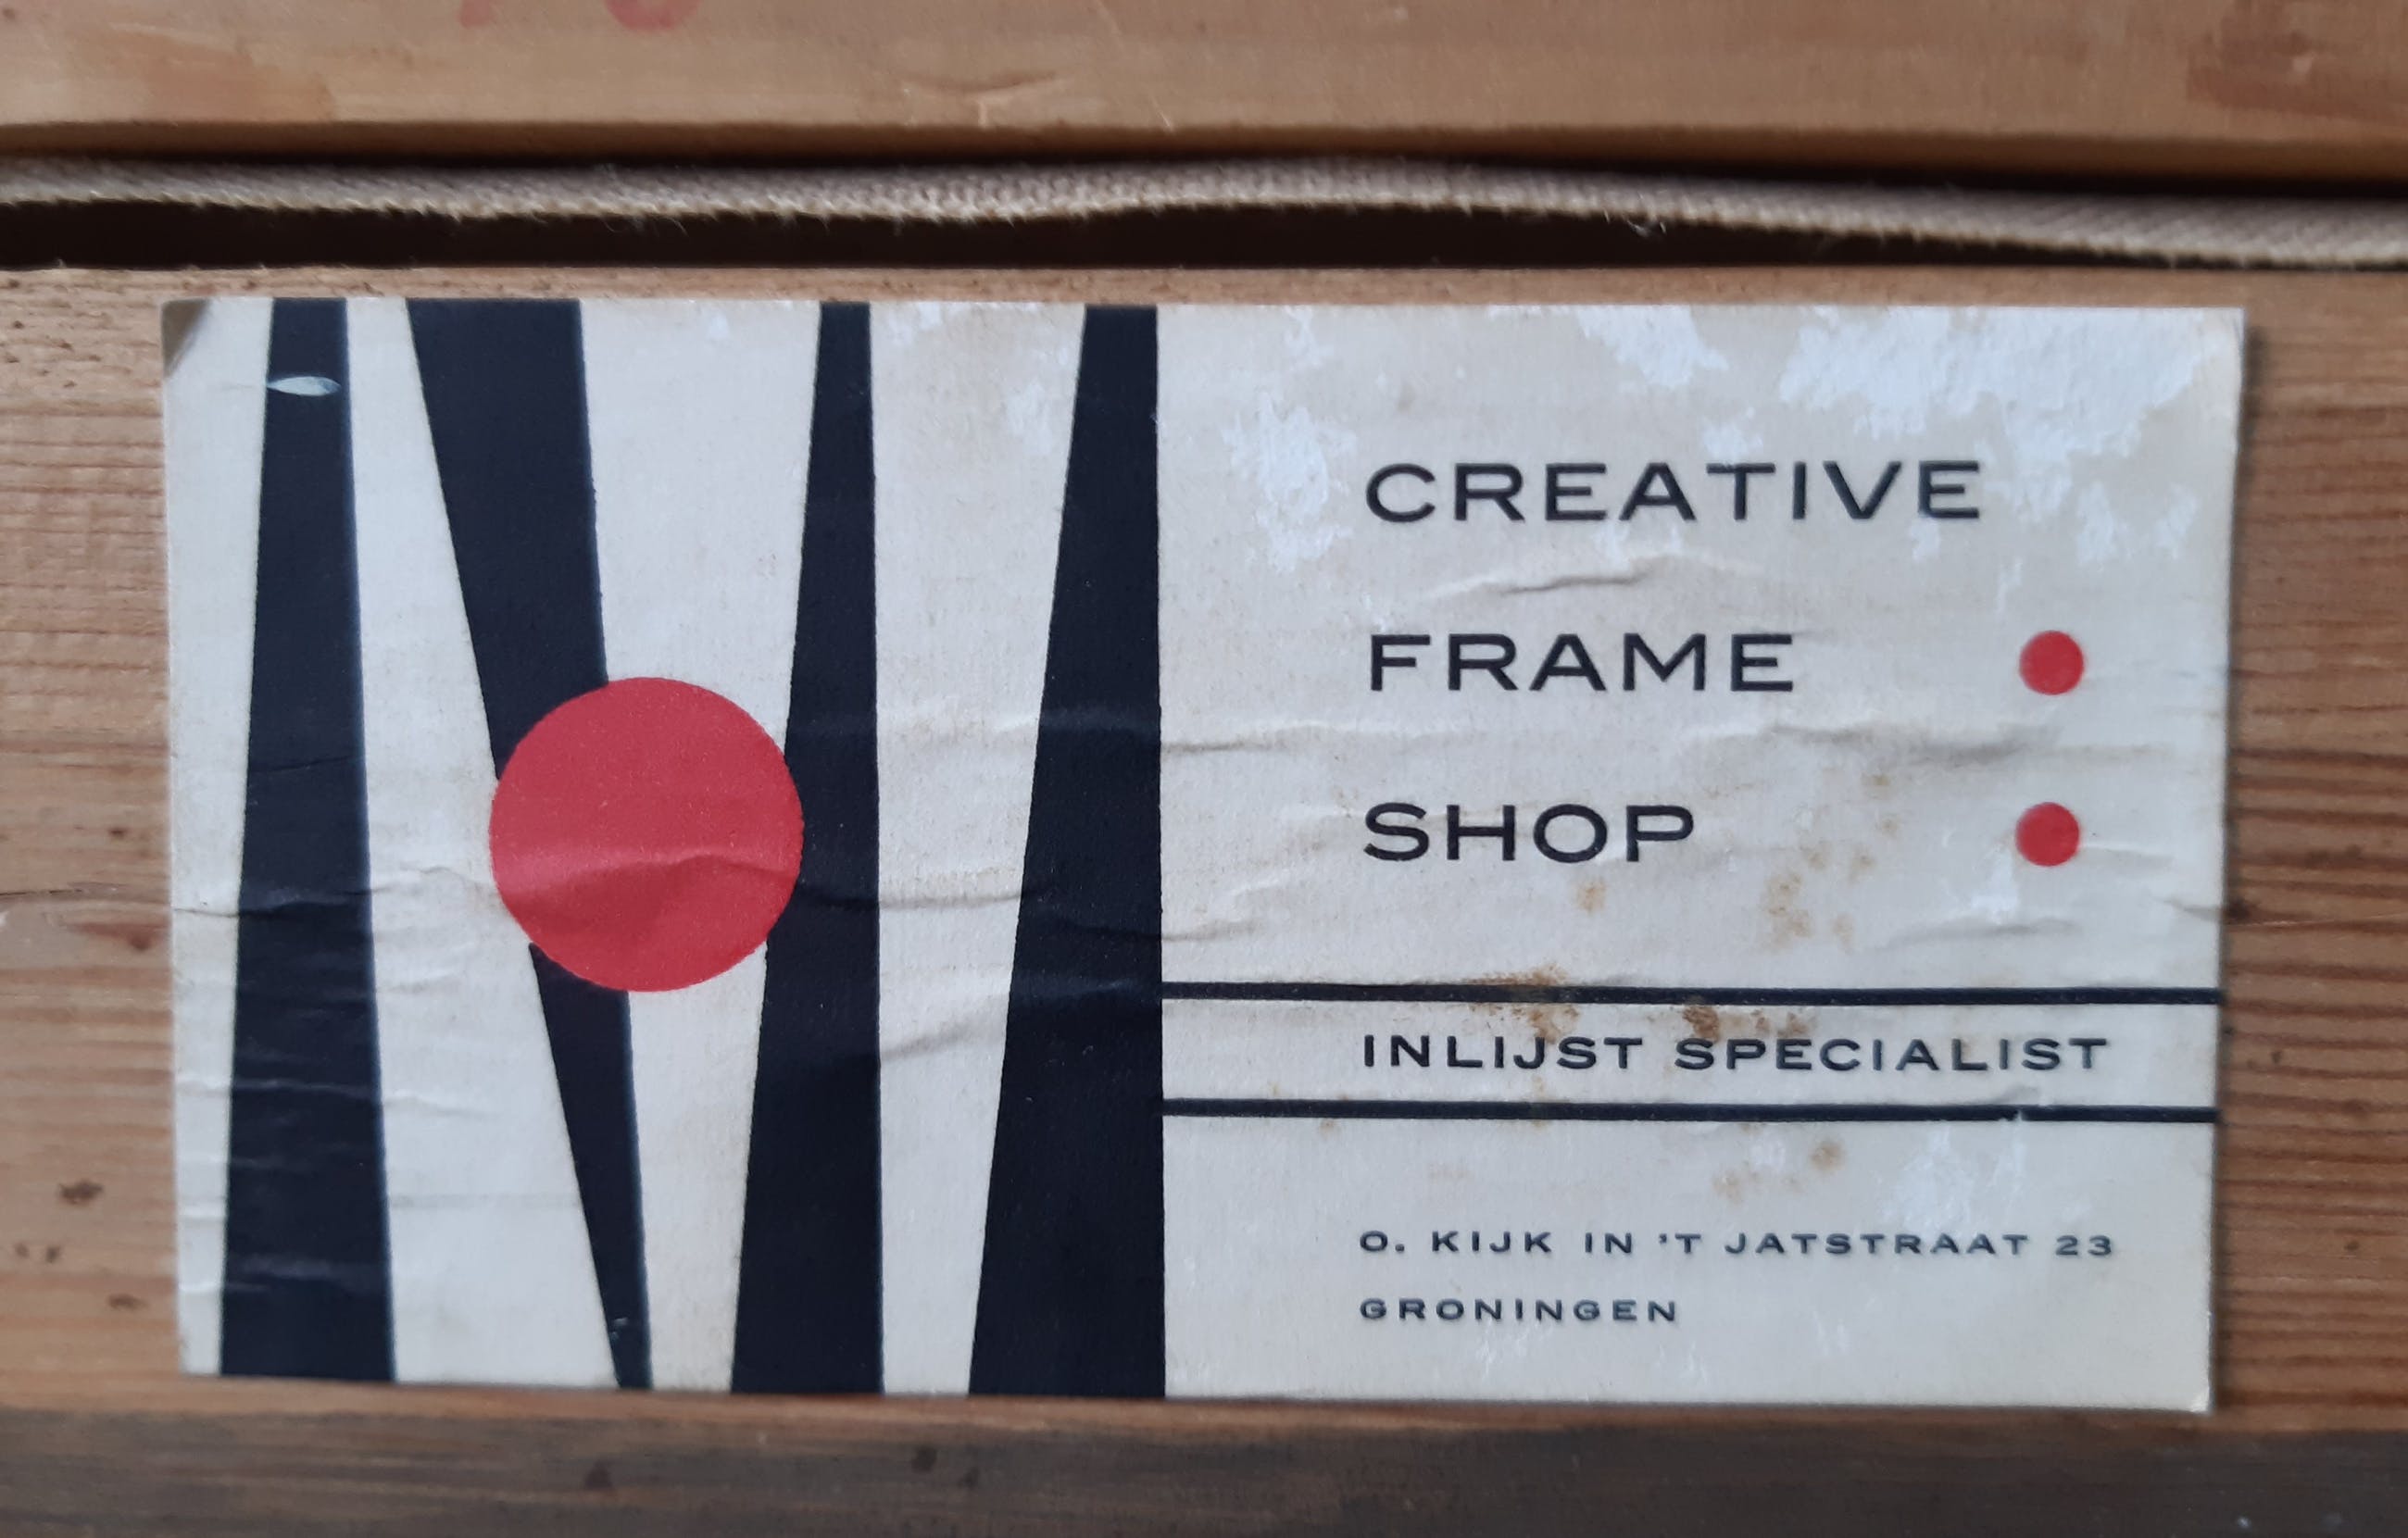 CREATIVE
FRAME
SHOP
INLIJST SPECIALIST
O. KIJK IN 'T JATSTRAAT 23
GRONINGEN